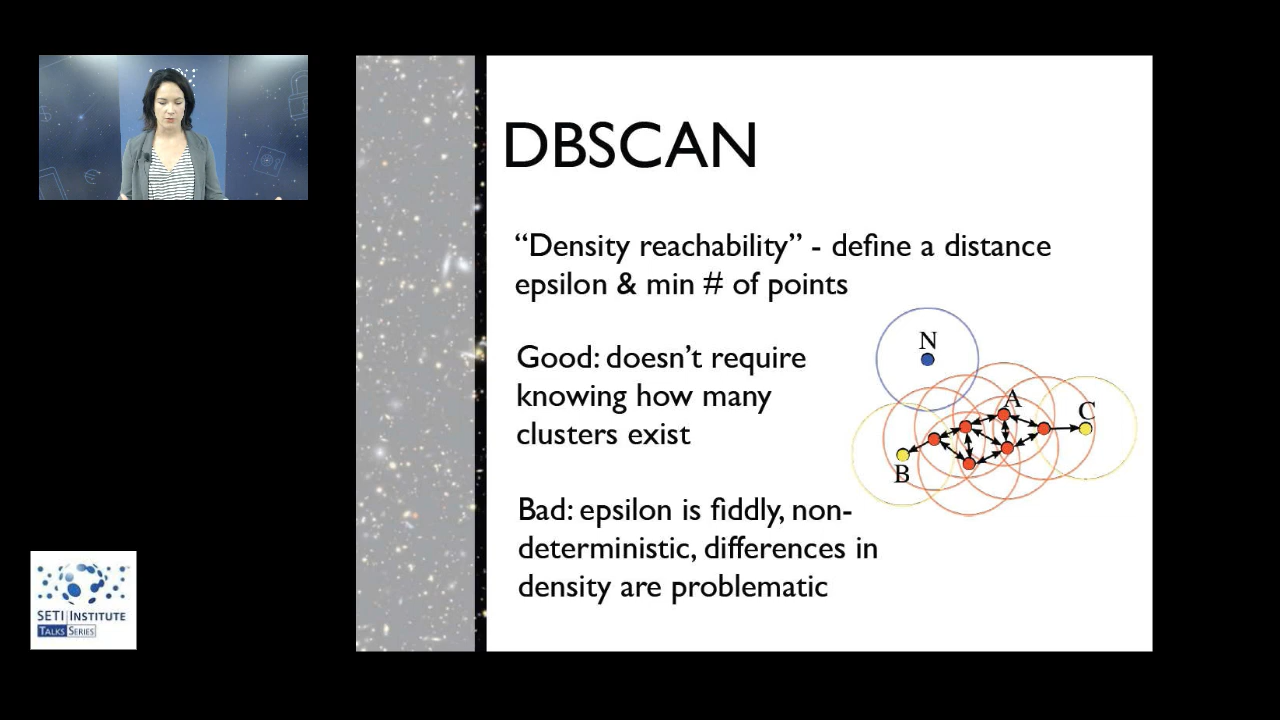 DBSCAN
“Density reachability” - define a distance
epsilon & min # of points
Good: doesn’t require
knowing how many
clusters exist
Bad: epsilon is fiddly, non-
deterministic, differences in
density are problematic
N
A
C
B
SETI INSTITUTE
TALKS SERIES